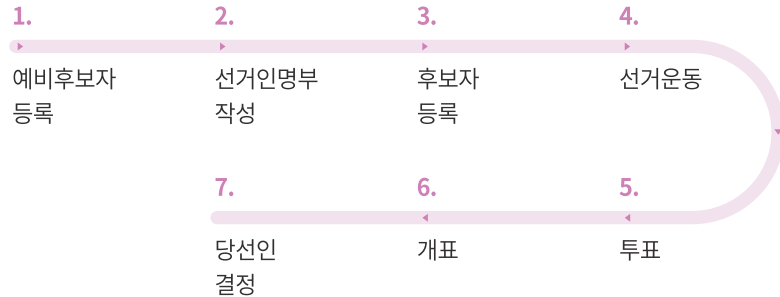 1.
예비후보자
등록
2.
선거인명부
작성
3.
후보자
등록
4.
선거운동
5.
투표
6.
개표
7.
당선인
결정